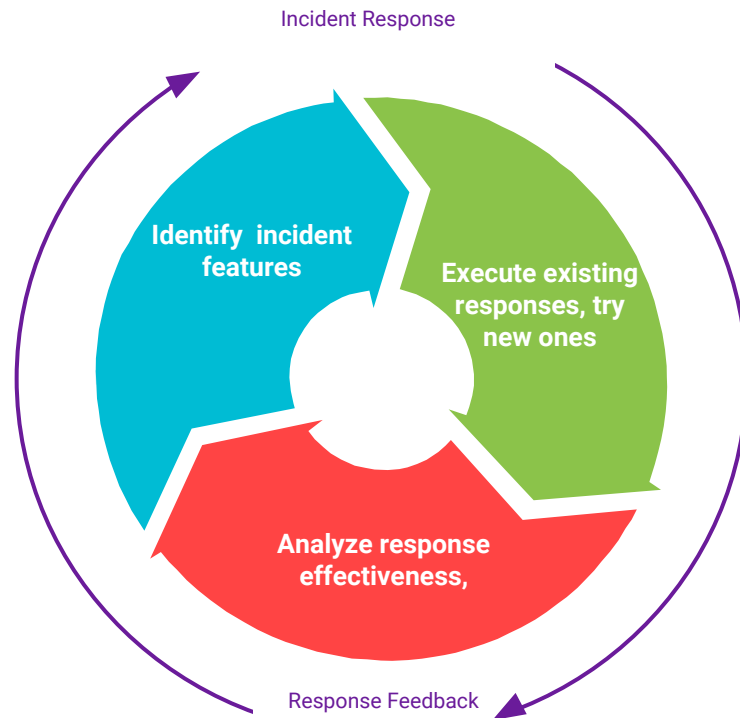 Incident Response
Identify incident
features
Execute existing
responses, try
new ones
Analyze response
effectiveness,
Response Feedback